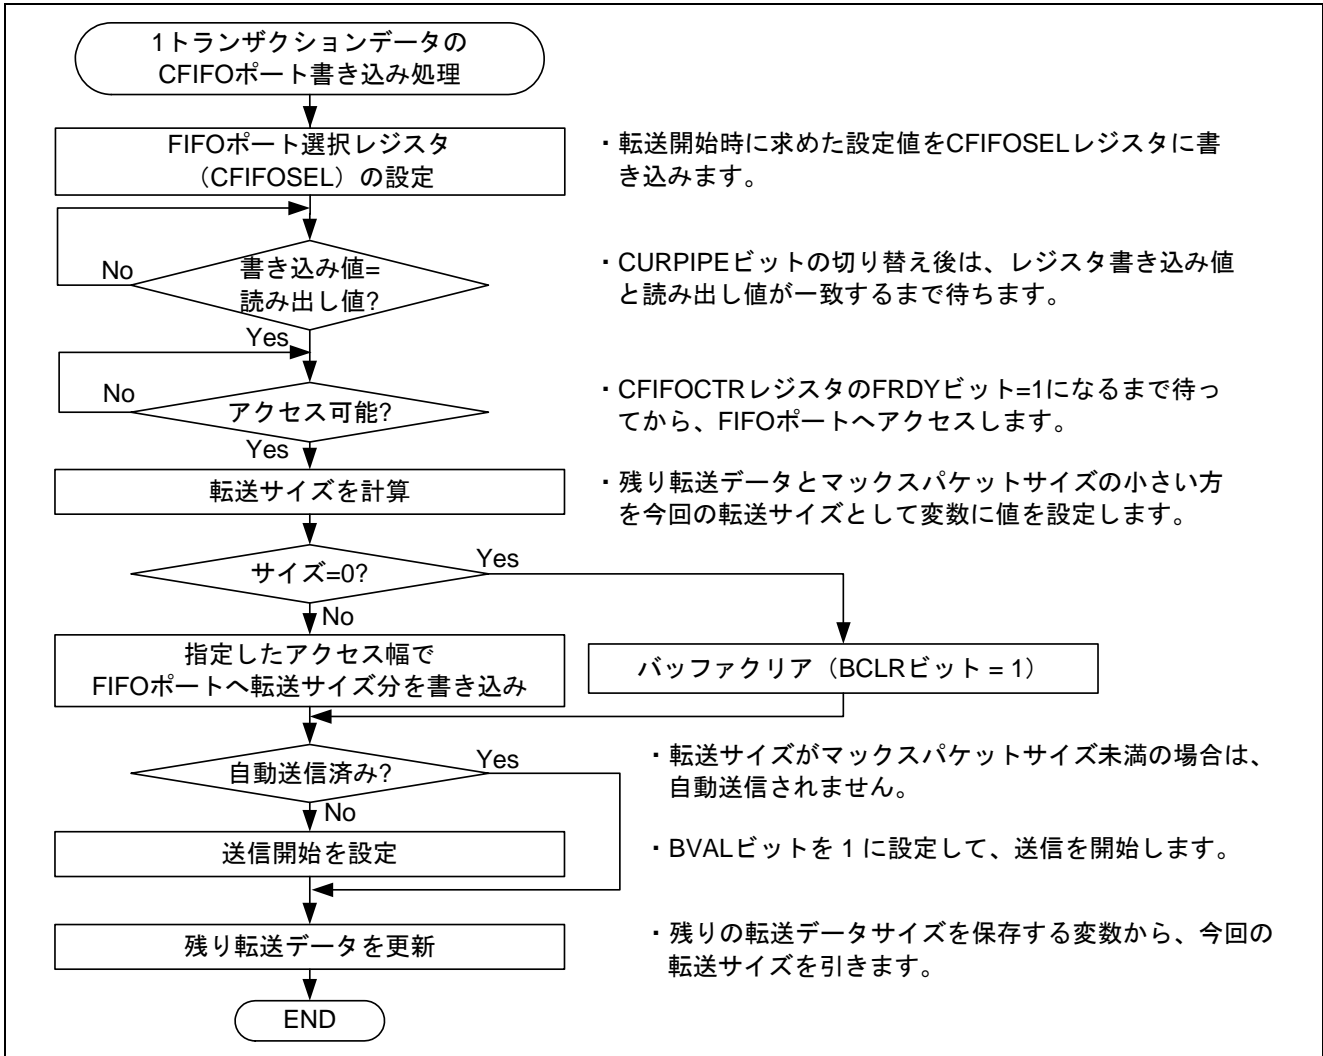 1トランザクションデータの
CFIFOポート書き込み処理
FIFOポート選択レジスタ
（CFIFOSEL）の設定
・転送開始時に求めた設定値をCFIFOSELレジスタに書
き込みます。
No
書き込み値=
読み出し値?
Yes
・CURPIPEビットの切り替え後は、レジスタ書き込み値
と読み出し値が一致するまで待ちます。
No
アクセス可能?
Yes
・CFIFOCTRレジスタのFRDYビット=1になるまで待っ
てから、FIFOポートへアクセスします。
転送サイズを計算
・残り転送データとマックスパケットサイズの小さい方
を今回の転送サイズとして変数に値を設定します。
サイズ=0?
Yes
No
指定したアクセス幅で
FIFOポートへ転送サイズ分を書き込み
バッファクリア（BCLRビット = 1）
自動送信済み?
Yes
No
・転送サイズがマックスパケットサイズ未満の場合は、
自動送信されません。
送信開始を設定
・BVALビットを 1 に設定して、送信を開始します。
残り転送データを更新
・残りの転送データサイズを保存する変数から、今回の
転送サイズを引きます。
END